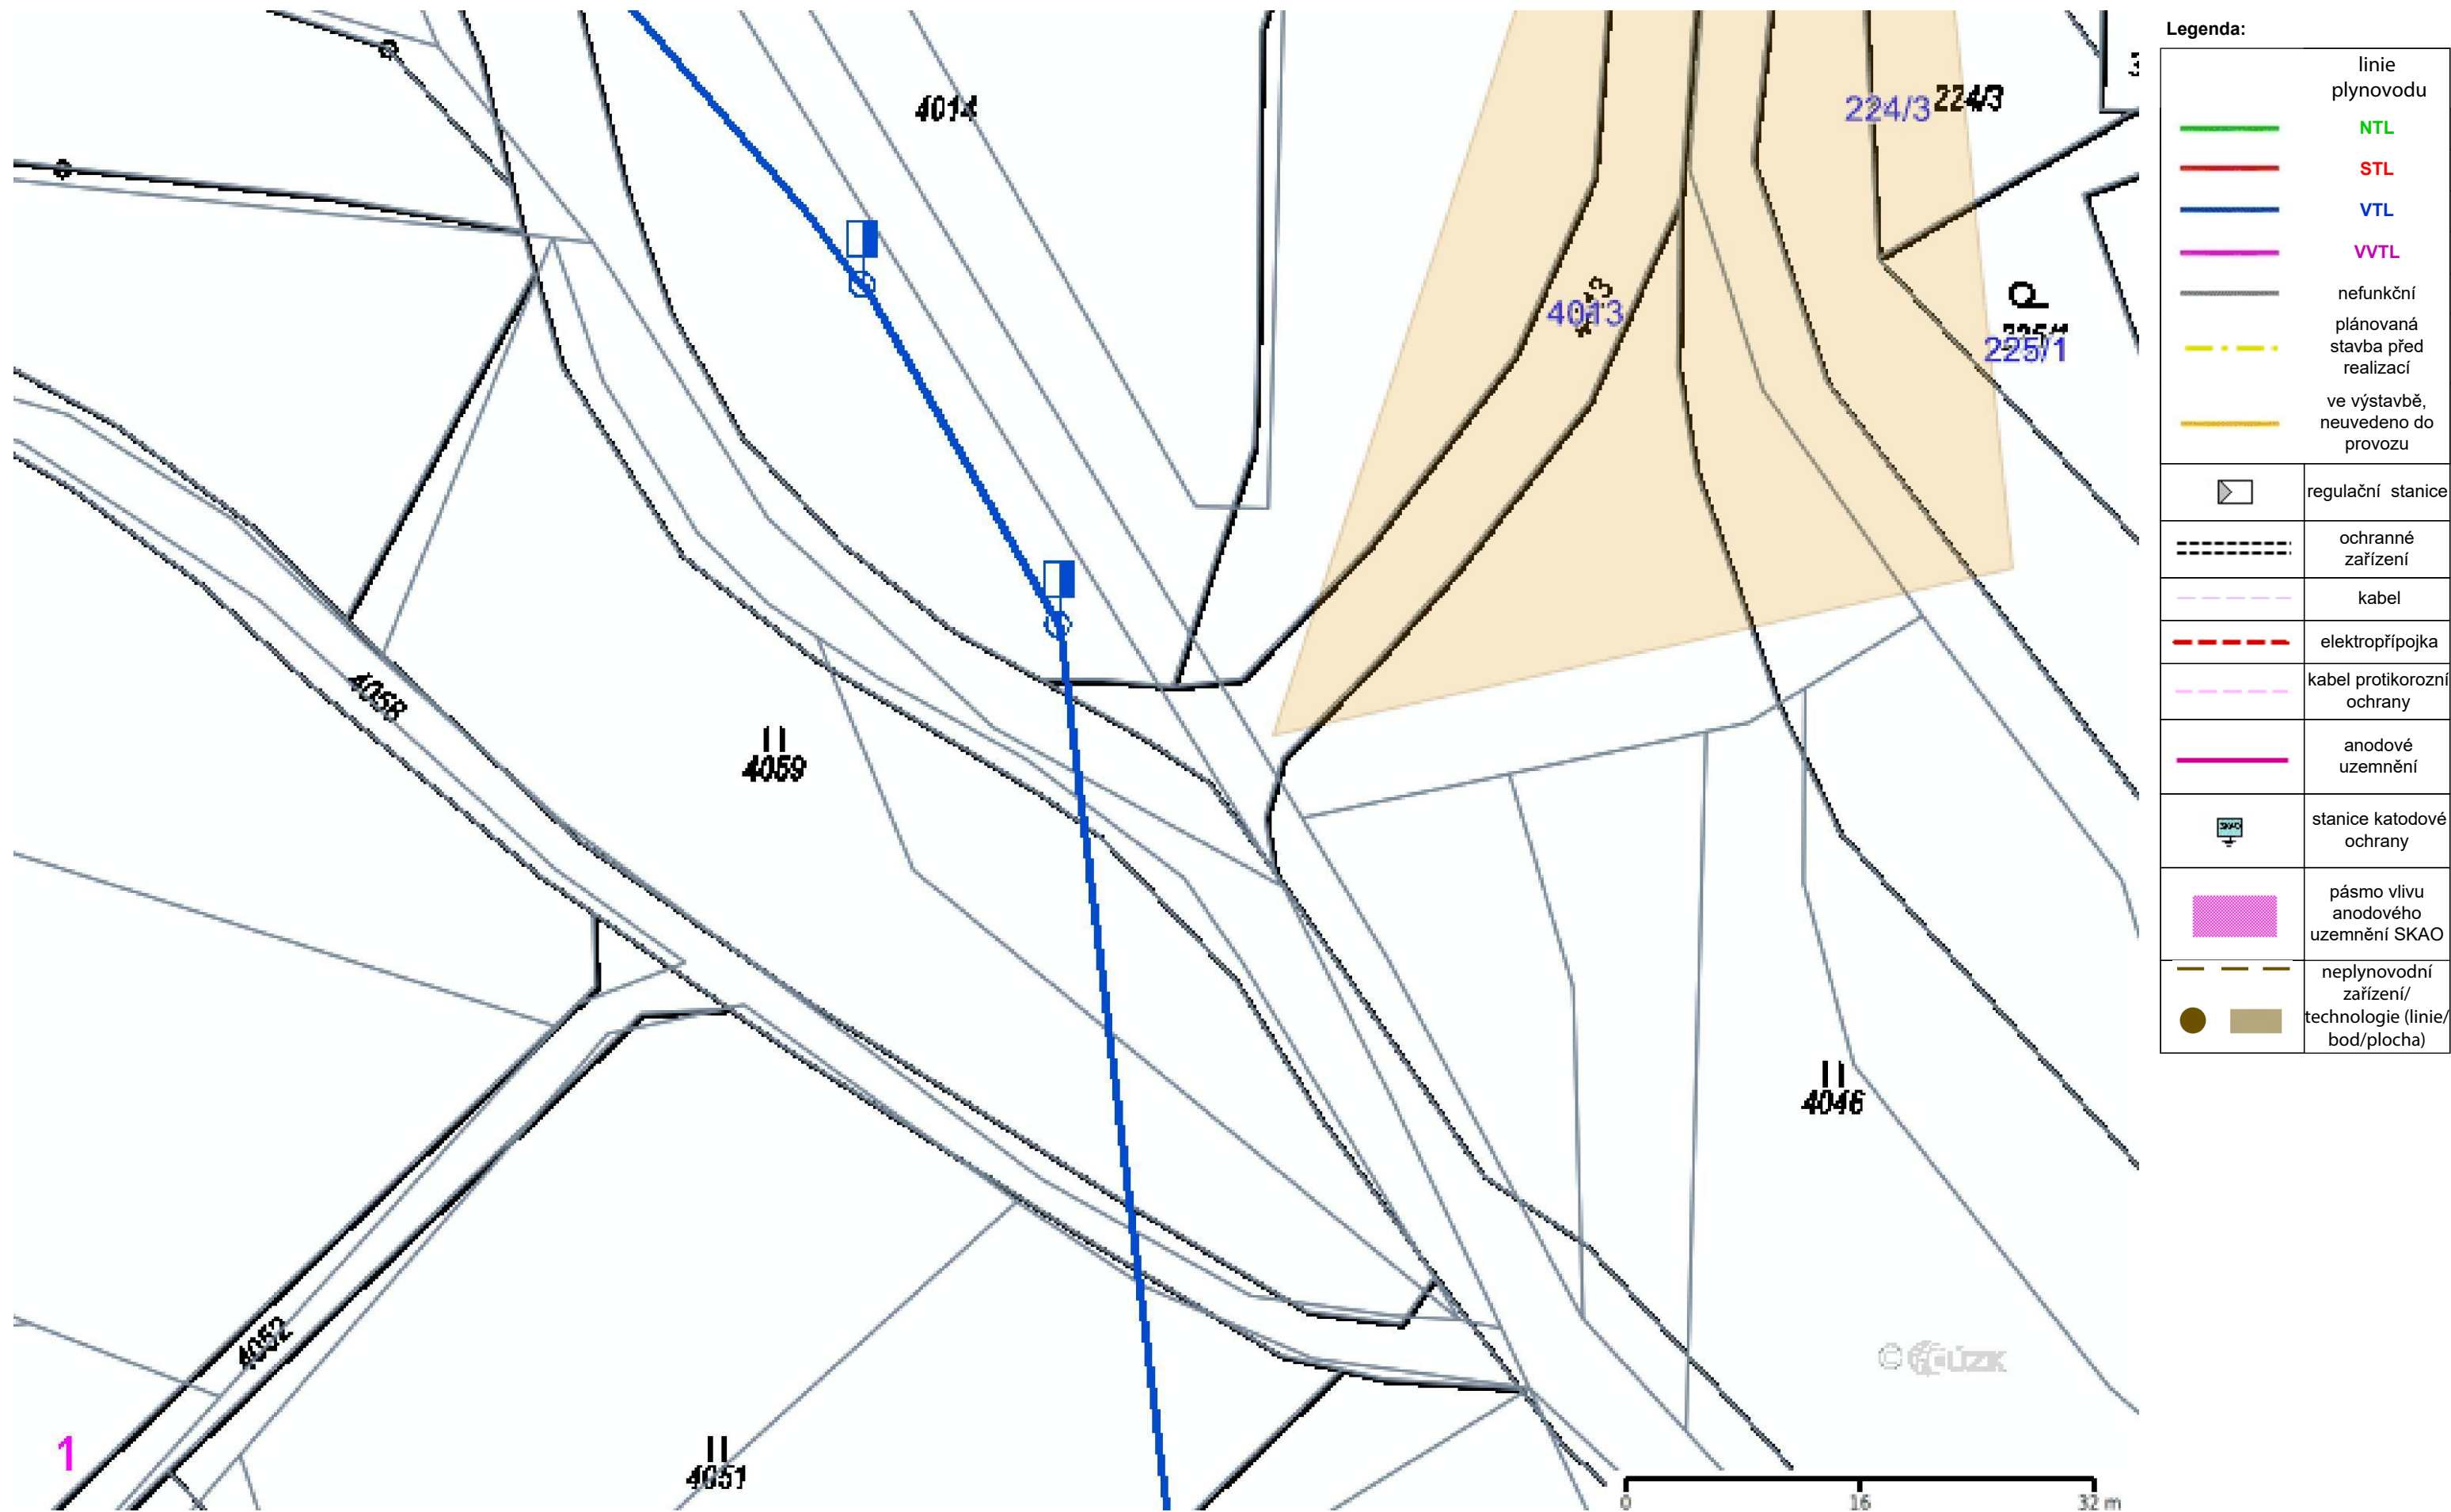 4014
224/3
224/3
4013
225/1
4058
4059
4046
4052
4051
1
0
16
32 m
Legenda:
linie
plynovodu
NTL
STL
VTL
VVTL
nefunkční
plánovaná
stavba před
realizací
ve výstavbě,
neuvedeno do
provozu
regulační stanice
ochranné
zařízení
kabel
elektropřípojka
kabel protikorozní
ochrany
anodové
uzemnění
SKAO
stanice katodové
ochrany
pásmo vlivu
anodového
uzemnění SKAO
neplynovodní
zařízení/
technologie (linie/
bod/plocha)